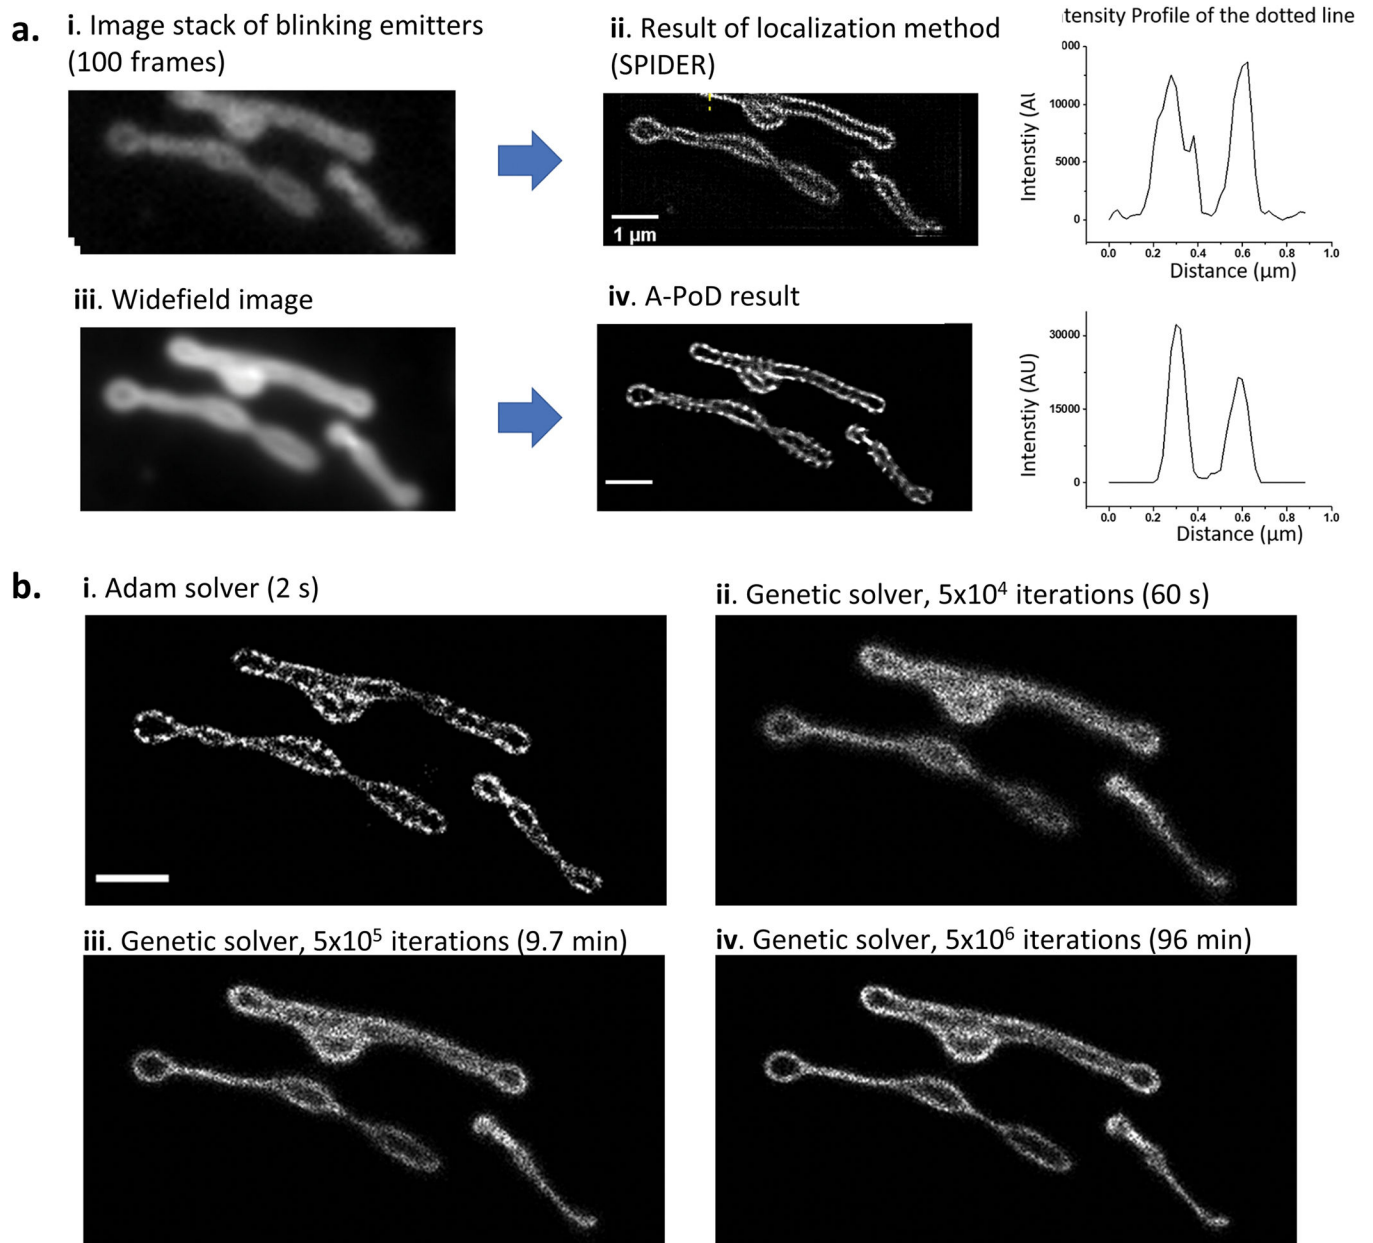 a.
i. Image stack of blinking emitters
(100 frames)
ii. Result of localization method
(SPIDER)
1 µm
tensity Profile of the dotted line
Intenstiy (AU
000
10000
5000
0
0.0 0.2 0.4 0.6 0.8 1.0
Distance (µm)
iii. Widefield image
iv. A-PoD result
Intenstiy (AU)
30000
15000
0
0.0 0.2 0.4 0.6 0.8 1.0
Distance (µm)
b.
i. Adam solver (2 s)
ii. Genetic solver, 5x10⁴ iterations (60 s)
iii. Genetic solver, 5x10⁵ iterations (9.7 min)
iv. Genetic solver, 5x10⁶ iterations (96 min)